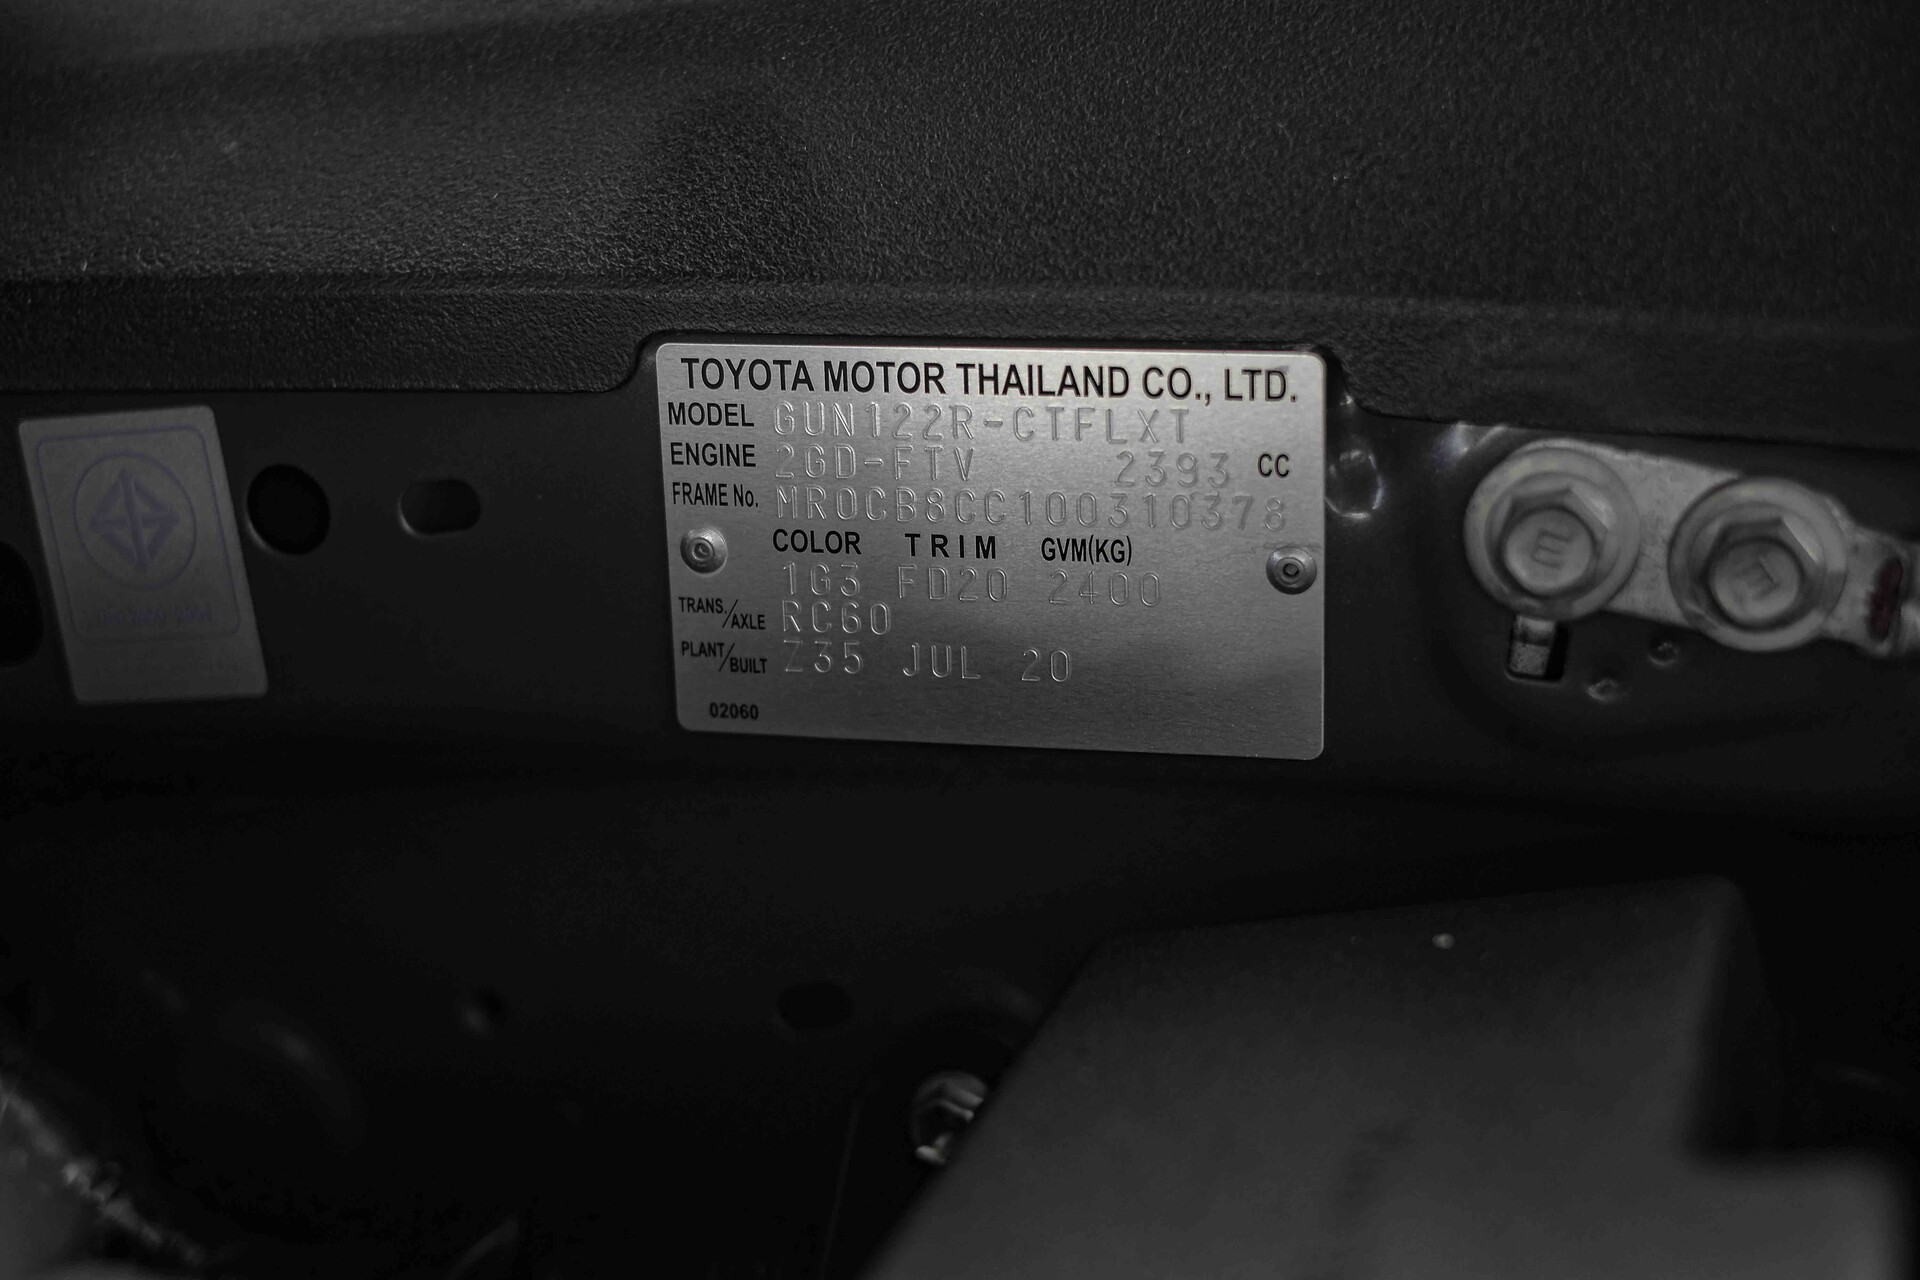 TOYOTA MOTOR THAILAND CO., LTD.
MODEL GUN122R-CTFLXT
ENGINE 2GD-FTV 2393 CC
FRAME No. MR0CB8CC100310378
COLOR TRIM GVM(KG)
1G3 FD20 2400
TRANS./AXLE RC60
PLANT/BUILT Z35 JUL 20
02060